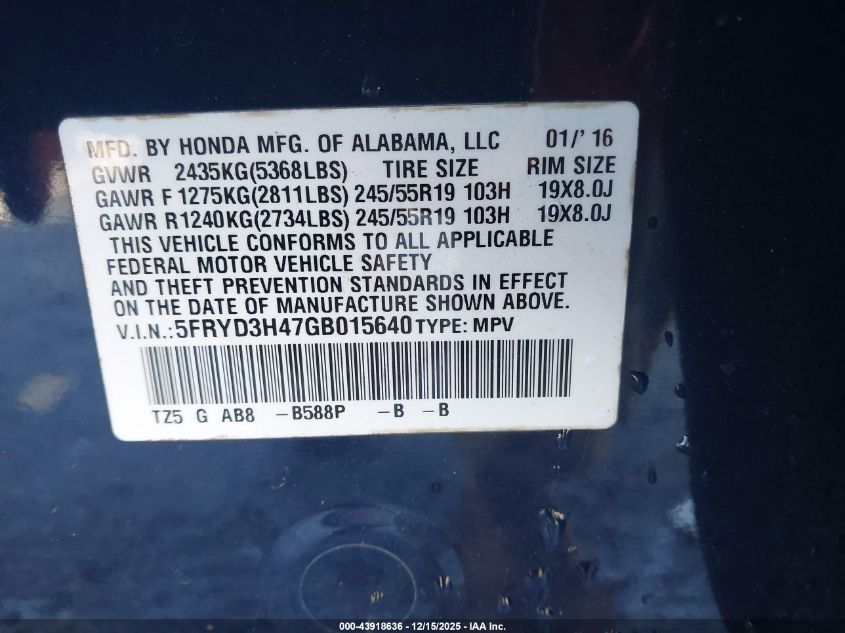 MFD. BY HONDA MFG. OF ALABAMA, LLC 01/' 16
GVWR 2435KG(5368LBS) TIRE SIZE RIM SIZE
GAWR F 1275KG(2811LBS) 245/55R19 103H 19X8.0J
GAWR R1240KG(2734LBS) 245/55R19 103H 19X8.0J
THIS VEHICLE CONFORMS TO ALL APPLICABLE
FEDERAL MOTOR VEHICLE SAFETY
AND THEFT PREVENTION STANDARDS IN EFFECT
ON THE DATE OF MANUFACTURE SHOWN ABOVE.
V.I.N.:5FRYD3H47GB015640 TYPE: MPV
TZ5 G AB8 -B588P -B -B
000-43918636 - 12/15/2025 - IAA Inc.